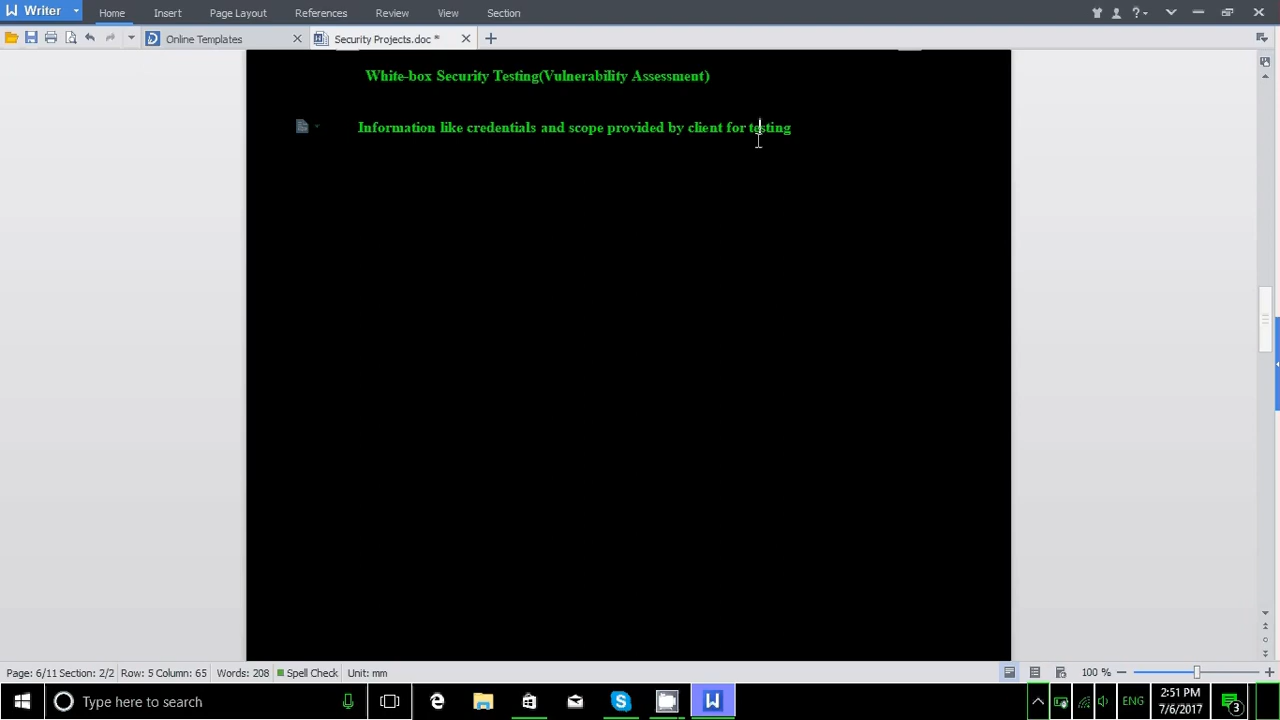 Writer
Home
Insert
Page Layout
References
Review
View
Section
Online Templates
Security Projects.doc *
White-box Security Testing(Vulnerability Assessment)
Information like credentials and scope provided by client for testing
Page: 6/11 Section: 2/2 Row: 5 Column: 65 Words: 208 Spell Check Unit: mm
100 %
Type here to search
ENG
2:51 PM
7/6/2017
3